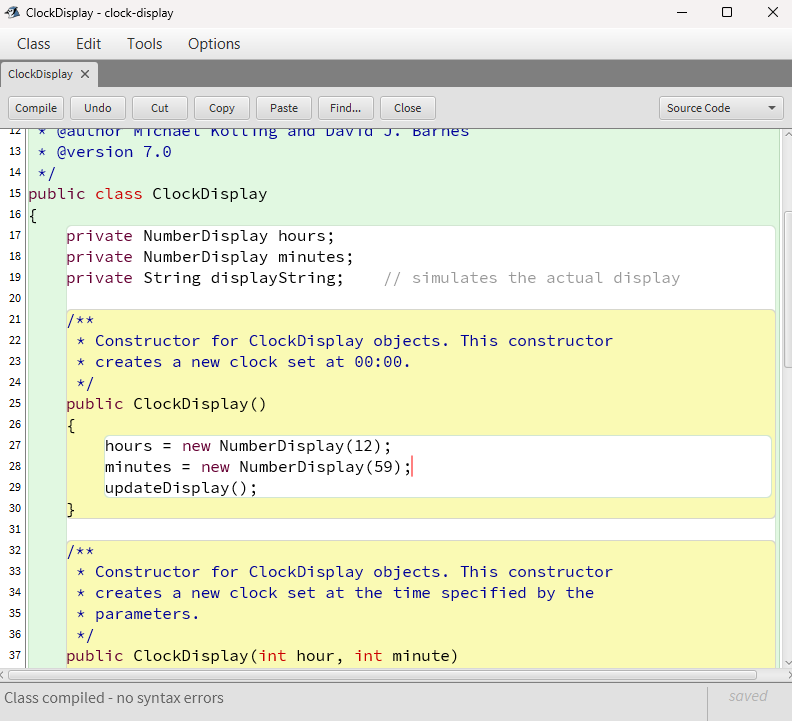 ClockDisplay - clock-display
Class Edit Tools Options
ClockDisplay
Compile Undo Cut Copy Paste Find... Close Source Code
12 * @author Michael Kölling and David J. Barnes
13 * @version 7.0
14 */
15 public class ClockDisplay
16 {
17 private NumberDisplay hours;
18 private NumberDisplay minutes;
19 private String displayString; // simulates the actual display
20
21 /**
22 * Constructor for ClockDisplay objects. This constructor
23 * creates a new clock set at 00:00.
24 */
25 public ClockDisplay()
26 {
27 hours = new NumberDisplay(12);
28 minutes = new NumberDisplay(59);
29 updateDisplay();
30 }
31
32 /**
33 * Constructor for ClockDisplay objects. This constructor
34 * creates a new clock set at the time specified by the
35 * parameters.
36 */
37 public ClockDisplay(int hour, int minute)
Class compiled - no syntax errors
saved